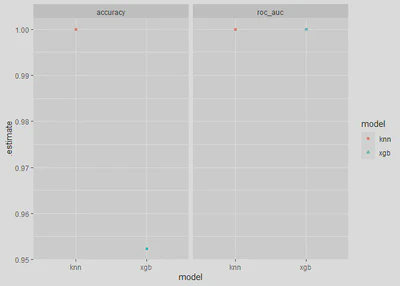 accuracy
roc_auc
1.00
0.99
0.98
0.97
0.96
0.95
estimate
knn
xgb
knn
xgb
model
model
knn
xgb